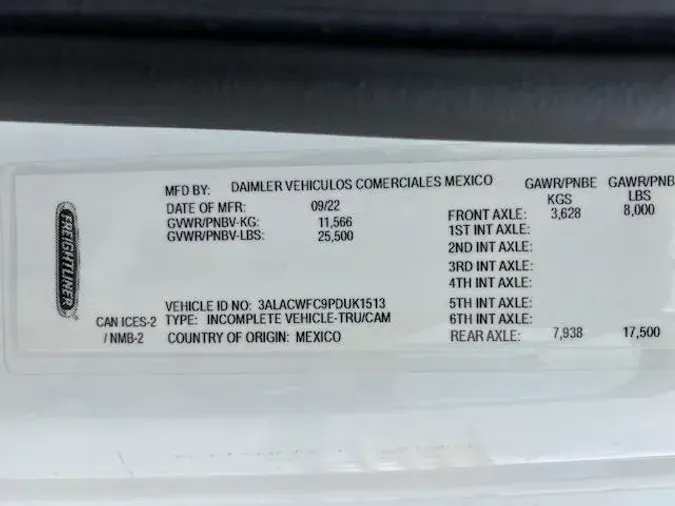 FREIGHTLINER
MFD BY: DAIMLER VEHICULOS COMERCIALES MEXICO
DATE OF MFR: 09/22
GVWR/PNBV-KG: 11,566
GVWR/PNBV-LBS: 25,500
VEHICLE ID NO: 3ALACWFC9PDUK1513
CAN ICES-2 TYPE: INCOMPLETE VEHICLE-TRU/CAM
/ NMB-2 COUNTRY OF ORIGIN: MEXICO
GAWR/PNBE GAWR/PNB
KGS LBS
FRONT AXLE: 3,628 8,000
1ST INT AXLE:
2ND INT AXLE:
3RD INT AXLE:
4TH INT AXLE:
5TH INT AXLE:
6TH INT AXLE:
REAR AXLE: 7,938 17,500